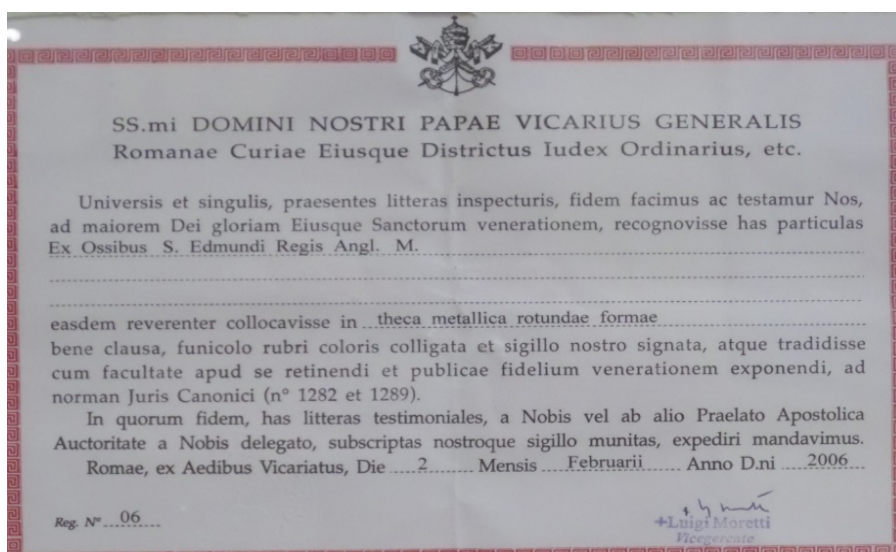 SS.mi DOMINI NOSTRI PAPAE VICARIUS GENERALIS
Romanae Curiae Eiusque Districtus Iudex Ordinarius, etc.
Universis et singulis, praesentes litteras inspecturis, fidem facimus ac testamur Nos,
ad maiorem Dei gloriam Eiusque Sanctorum venerationem, recognovisse has particulas
Ex Ossibus S. Edmundi Regis Angl. M.
easdem reverenter collocavisse in theca metallica rotundae formae
bene clausa, funicolo rubri coloris colligata et sigillo nostro signata, atque tradidisse
cum facultate apud se retinendi et publicae fidelium venerationem exponendi, ad
norman Juris Canonici (n° 1282 et 1289).
In quorum fidem, has litteras testimoniales, a Nobis vel ab alio Praelato Apostolica
Auctoritate a Nobis delegato, subscriptas nostroque sigillo munitas, expediri mandavimus.
Romae, ex Aedibus Vicariatus, Die 2 Mensis Februarii Anno D.ni 2006
Reg. N° 06
+Luigi Moretti
Vicegerente